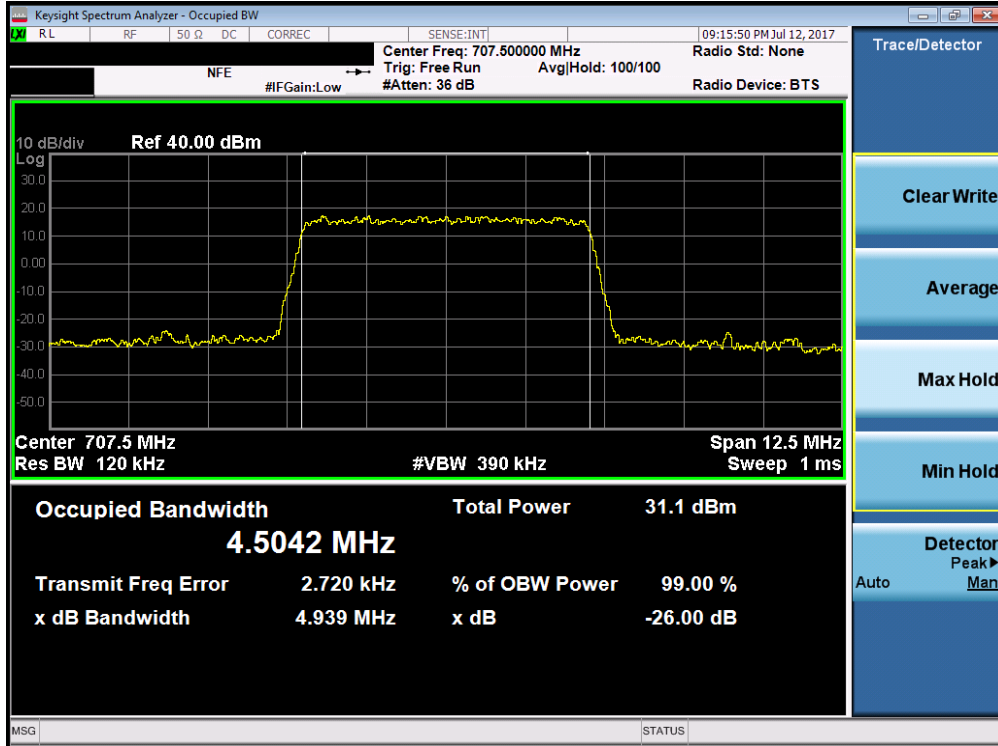 Keysight Spectrum Analyzer - Occupied BW
LXI RL RF 50 Ω DC CORREC SENSE:INT 09:15:50 PM Jul 12, 2017
Center Freq: 707.500000 MHz Radio Std: None
NFE Trig: Free Run Avg|Hold: 100/100
#IFGain:Low #Atten: 36 dB Radio Device: BTS
Trace/Detector
10 dB/div Ref 40.00 dBm
Log
30.0
20.0
10.0
0.00
-10.0
-20.0
-30.0
-40.0
-50.0
Center 707.5 MHz Span 12.5 MHz
Res BW 120 kHz #VBW 390 kHz Sweep 1 ms
Occupied Bandwidth Total Power 31.1 dBm
4.5042 MHz
Transmit Freq Error 2.720 kHz % of OBW Power 99.00 %
x dB Bandwidth 4.939 MHz x dB -26.00 dB
Clear Write
Average
Max Hold
Min Hold
Detector
Peak▶
Auto Man
MSG STATUS